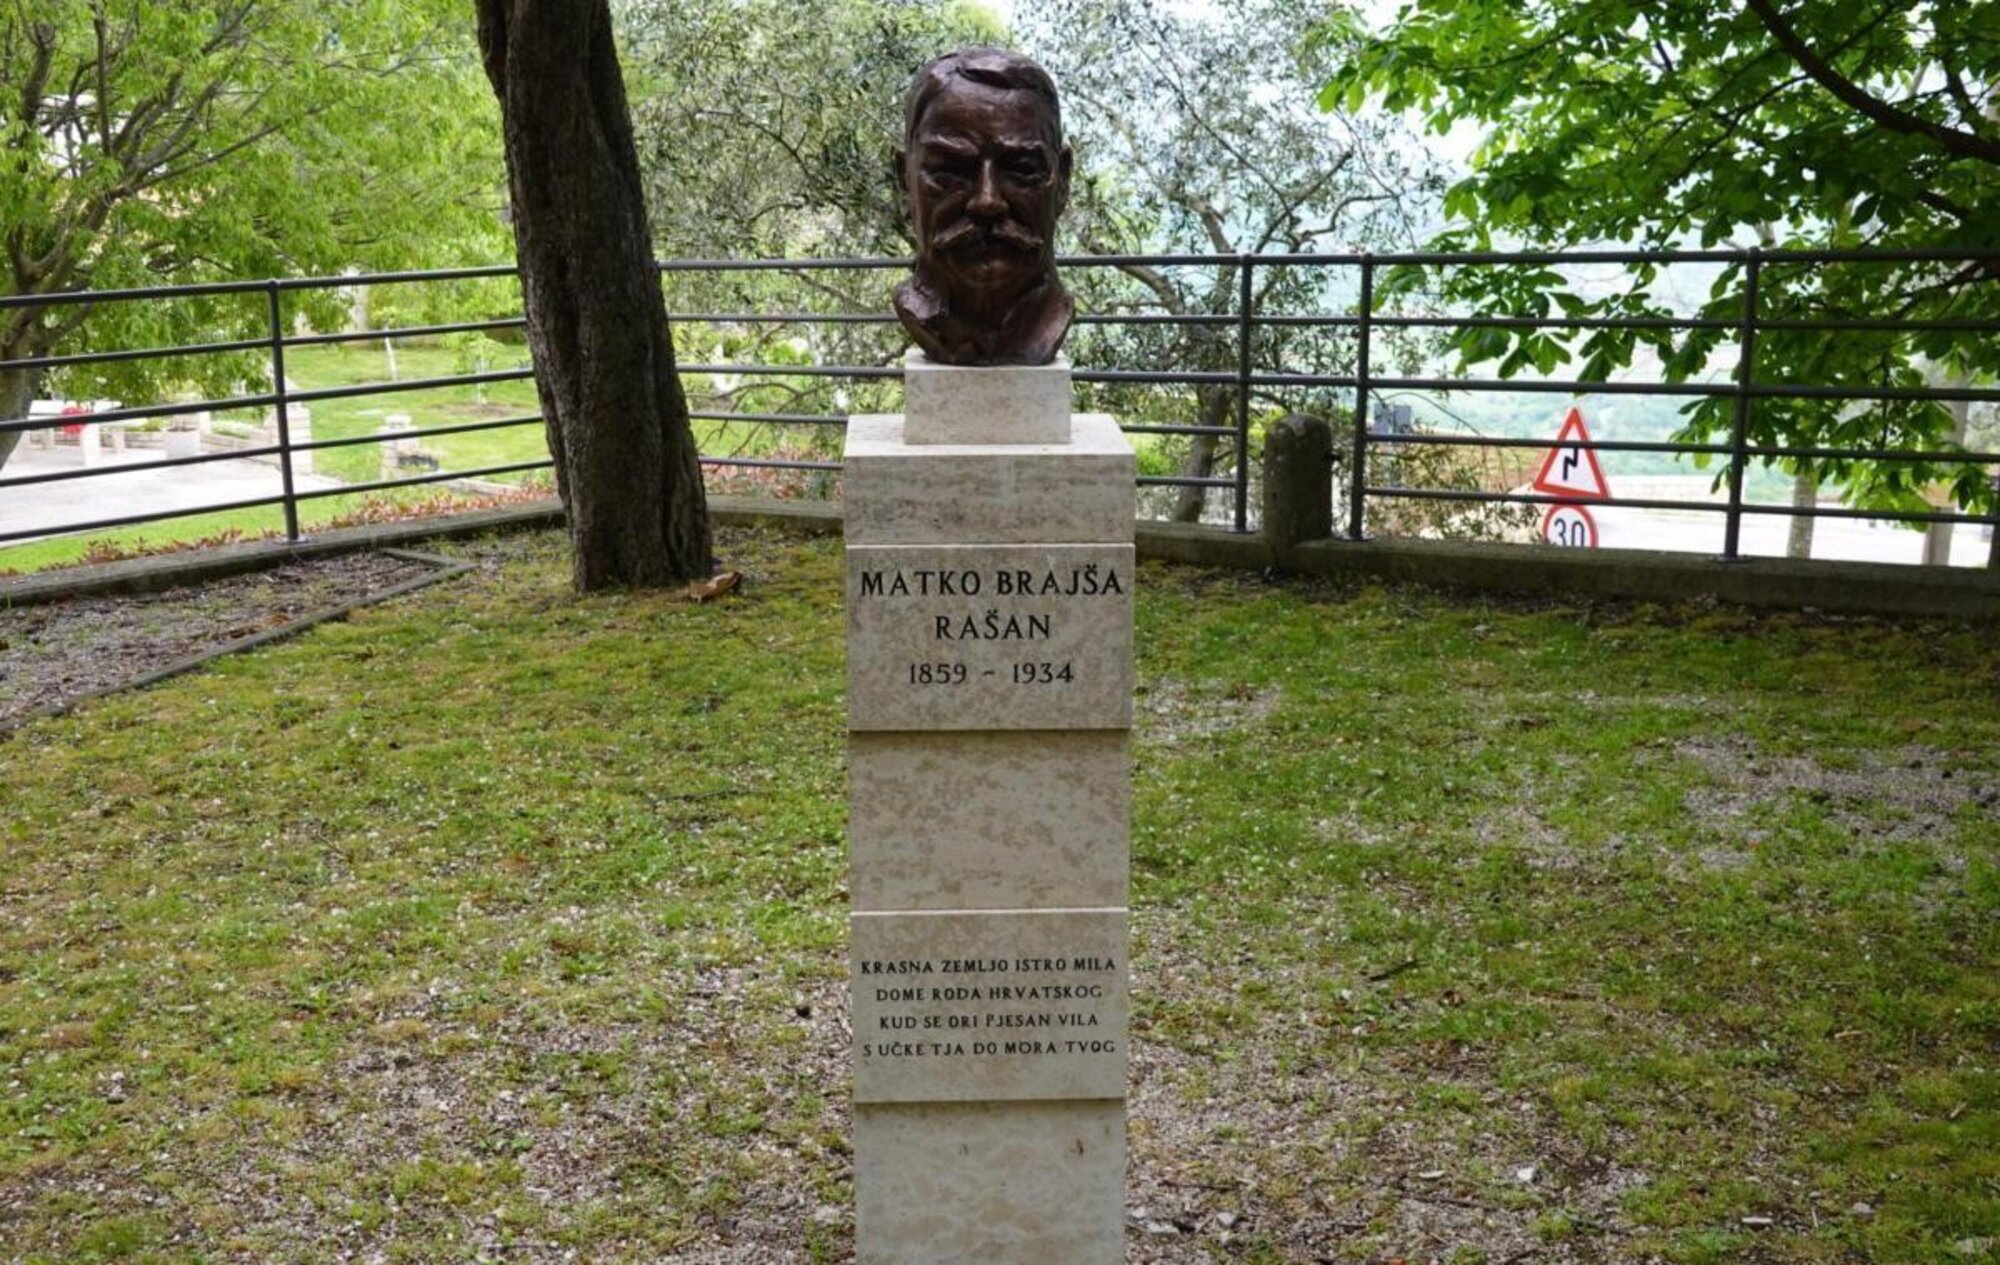 MATKO BRAJŠA
RAŠAN
1859 - 1934
KRASNA ZEMLJO ISTRO MILA
DOME RODA HRVATSKOG
KUD SE ORI PJESAN VILA
S UČKE TJA DO MORA TVOG
30